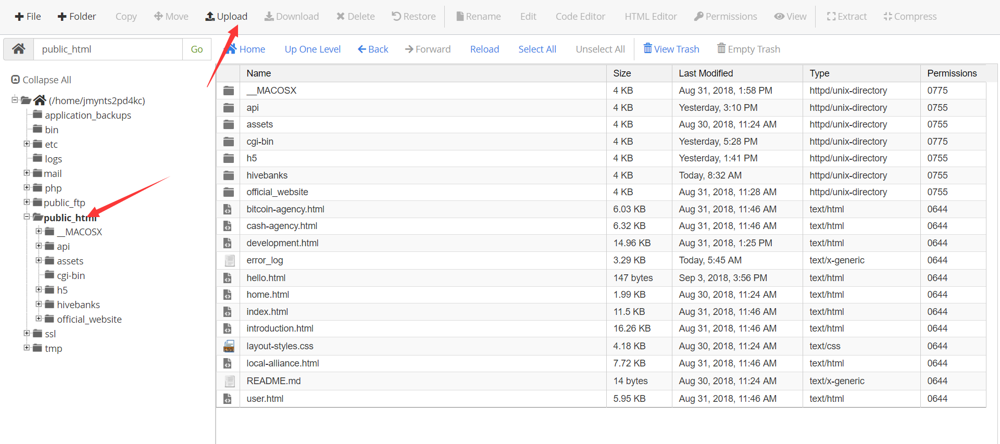 File Folder Copy Move Upload Download Delete Restore Rename Edit Code Editor HTML Editor Permissions View Extract Compress
public_html Go Home Up One Level Back Forward Reload Select All Unselect All View Trash Empty Trash
Collapse All
(/home/jmynts2pd4kc)
application_backups
bin
etc
logs
mail
php
public_ftp
public_html
__MACOSX
api
assets
cgi-bin
h5
hivebanks
official_website
ssl
tmp
Name Size Last Modified Type Permissions
__MACOSX 4 KB Aug 31, 2018, 1:58 PM httpd/unix-directory 0775
api 4 KB Yesterday, 3:10 PM httpd/unix-directory 0755
assets 4 KB Aug 30, 2018, 11:24 AM httpd/unix-directory 0755
cgi-bin 4 KB Yesterday, 5:28 PM httpd/unix-directory 0775
h5 4 KB Yesterday, 1:41 PM httpd/unix-directory 0755
hivebanks 4 KB Today, 8:32 AM httpd/unix-directory 0755
official_website 4 KB Aug 31, 2018, 11:28 AM httpd/unix-directory 0755
bitcoin-agency.html 6.03 KB Aug 31, 2018, 11:46 AM text/html 0644
cash-agency.html 6.32 KB Aug 31, 2018, 11:46 AM text/html 0644
development.html 14.96 KB Aug 31, 2018, 1:25 PM text/html 0644
error_log 3.29 KB Today, 5:45 AM text/x-generic 0644
hello.html 147 bytes Sep 3, 2018, 3:56 PM text/html 0644
home.html 1.99 KB Aug 30, 2018, 11:24 AM text/html 0644
index.html 11.5 KB Aug 31, 2018, 11:46 AM text/html 0644
introduction.html 16.26 KB Aug 31, 2018, 11:46 AM text/html 0644
layout-styles.css 4.18 KB Aug 30, 2018, 11:24 AM text/css 0644
local-alliance.html 7.72 KB Aug 31, 2018, 11:46 AM text/html 0644
README.md 14 bytes Aug 30, 2018, 11:24 AM text/x-generic 0644
user.html 5.95 KB Aug 31, 2018, 11:46 AM text/html 0644